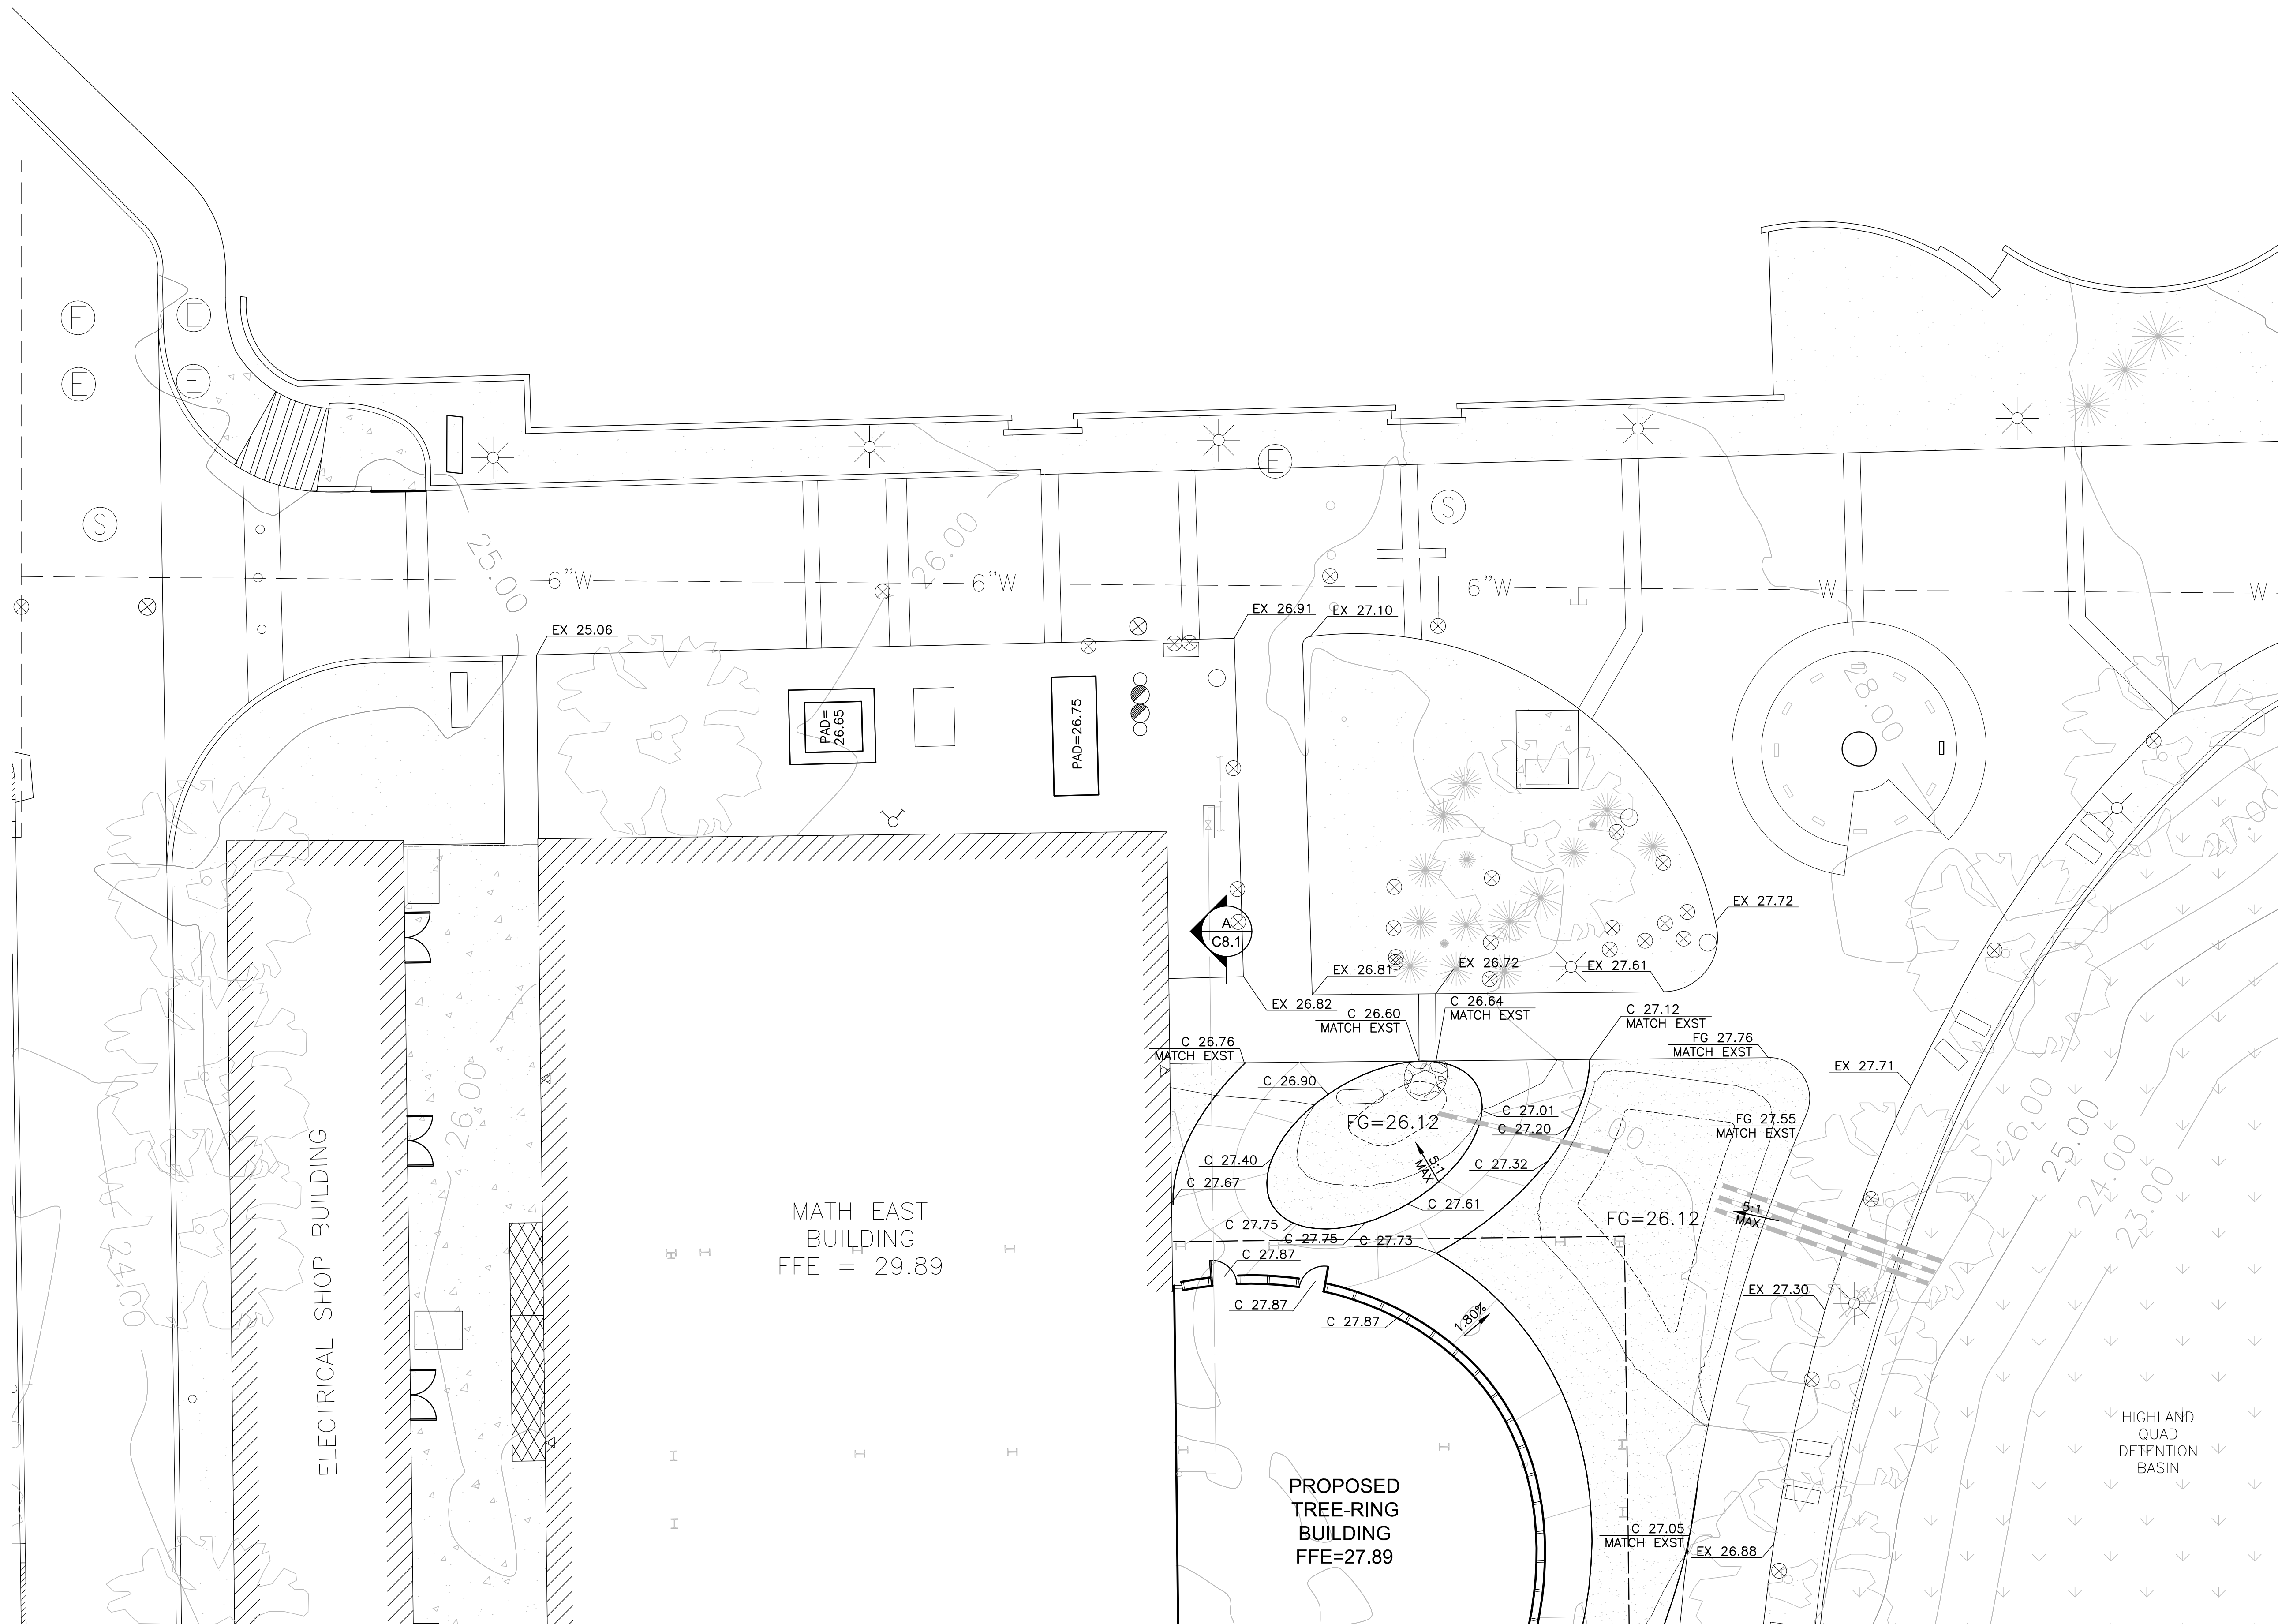 E
E
E
E
E
S
S
25.00
6"W
26.00
6"W
6"W
W
W
EX 25.06
EX 26.91
EX 27.10
28.00
PAD=
26.65
PAD=26.75
27.00
EX 27.72
A
C8.1
EX 26.81
EX 26.72
EX 27.61
EX 26.82
C 26.60
MATCH EXST
C 26.64
MATCH EXST
C 27.12
MATCH EXST
C 26.76
MATCH EXST
FG 27.76
MATCH EXST
EX 27.71
C 26.90
FG=26.12
C 27.01
C 27.20
FG 27.55
MATCH EXST
26.00
26.00
25.00
24.00
23.00
C 27.40
C 27.32
5:1
MAX
C 27.67
C 27.61
FG=26.12
5:1
MAX
C 27.75
C 27.75
C 27.73
C 27.87
C 27.87
C 27.87
1.80%
EX 27.30
MATH EAST
BUILDING
FFE = 29.89
ELECTRICAL SHOP BUILDING
24.00
HIGHLAND
QUAD
DETENTION
BASIN
PROPOSED
TREE-RING
BUILDING
FFE=27.89
C 27.05
MATCH EXST
EX 26.88